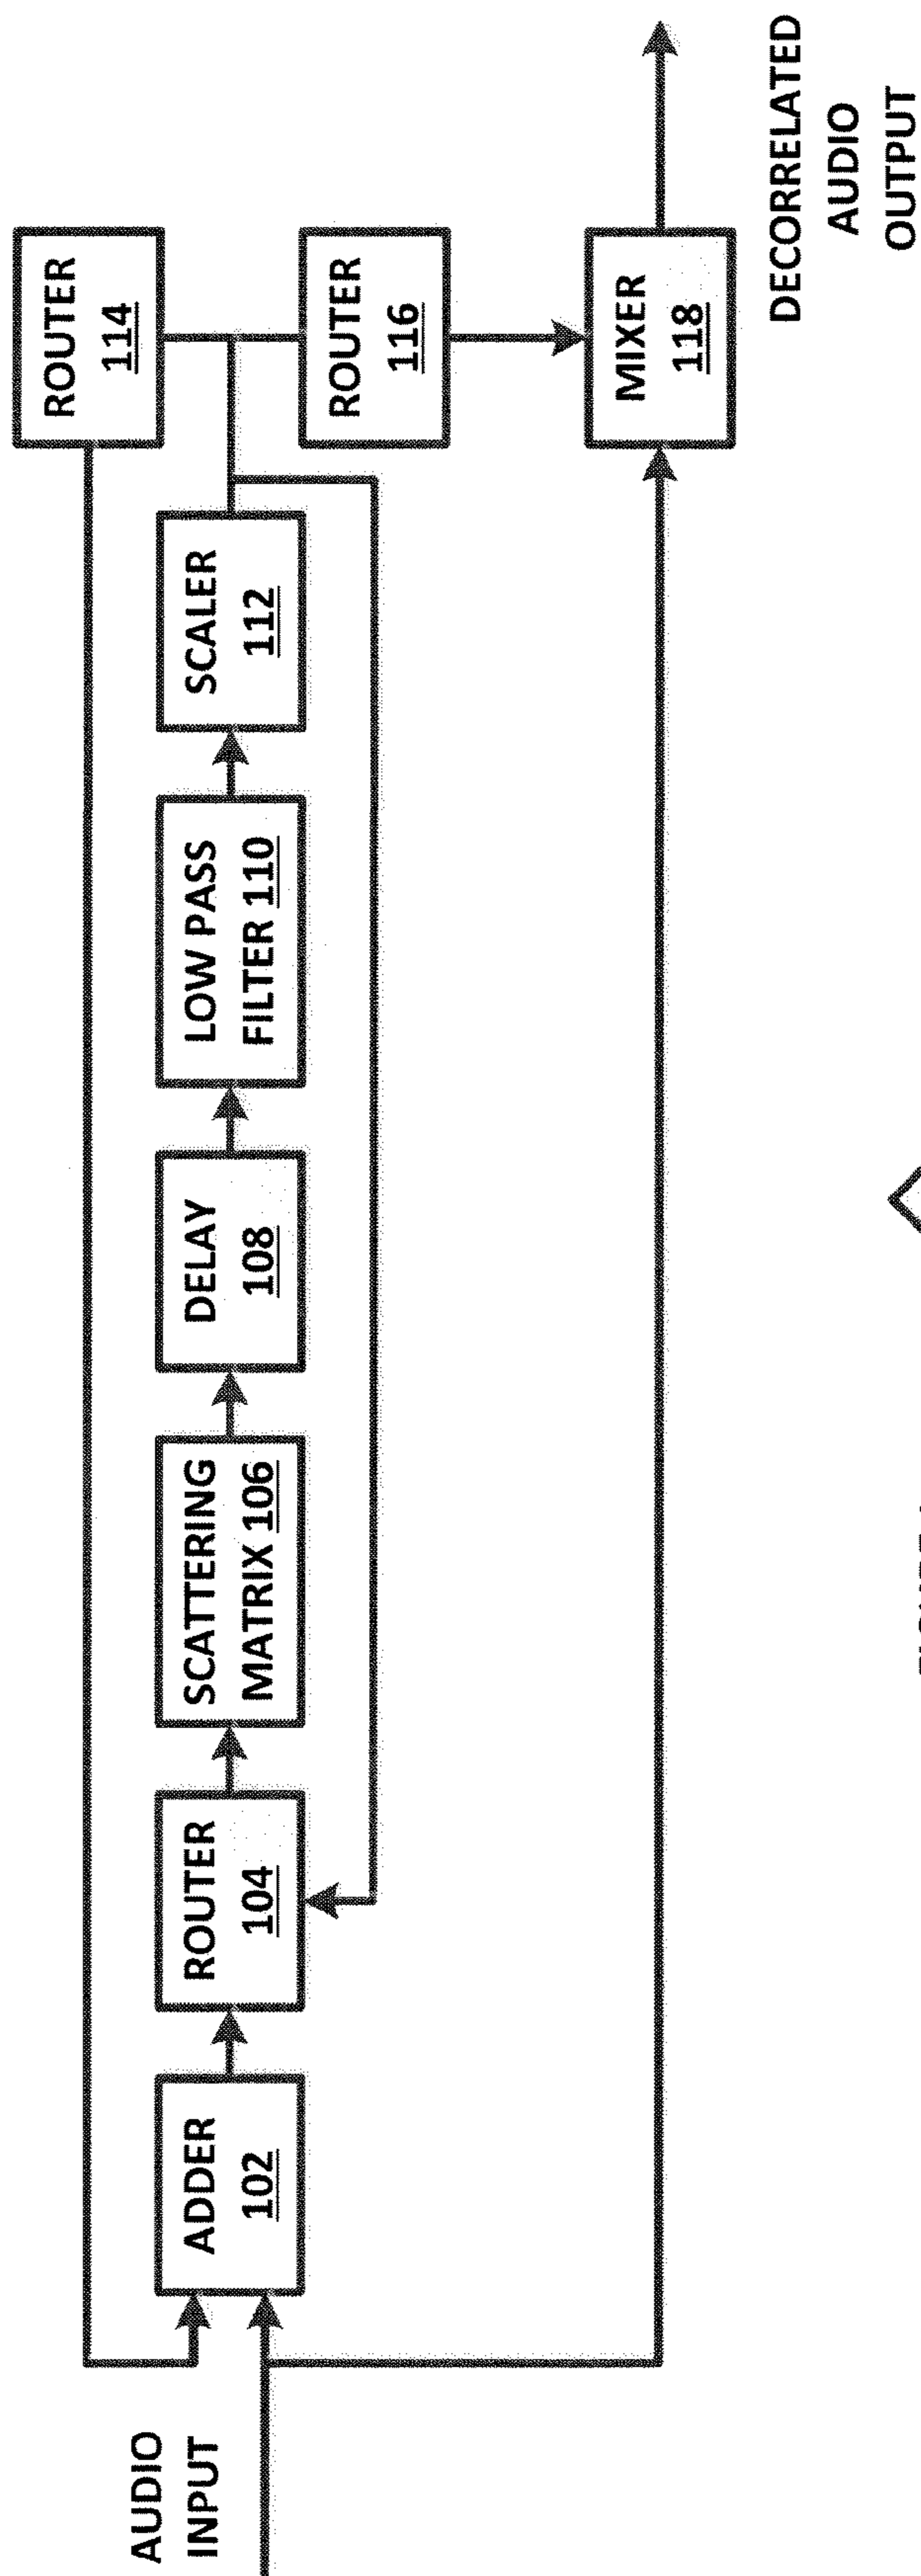 AUDIO
INPUT
ADDER
102
ROUTER
104
SCATTERING
MATRIX 106
DELAY
108
LOW PASS
FILTER 110
SCALER
112
ROUTER
114
ROUTER
116
MIXER
118
DECORRELATED
AUDIO
OUTPUT